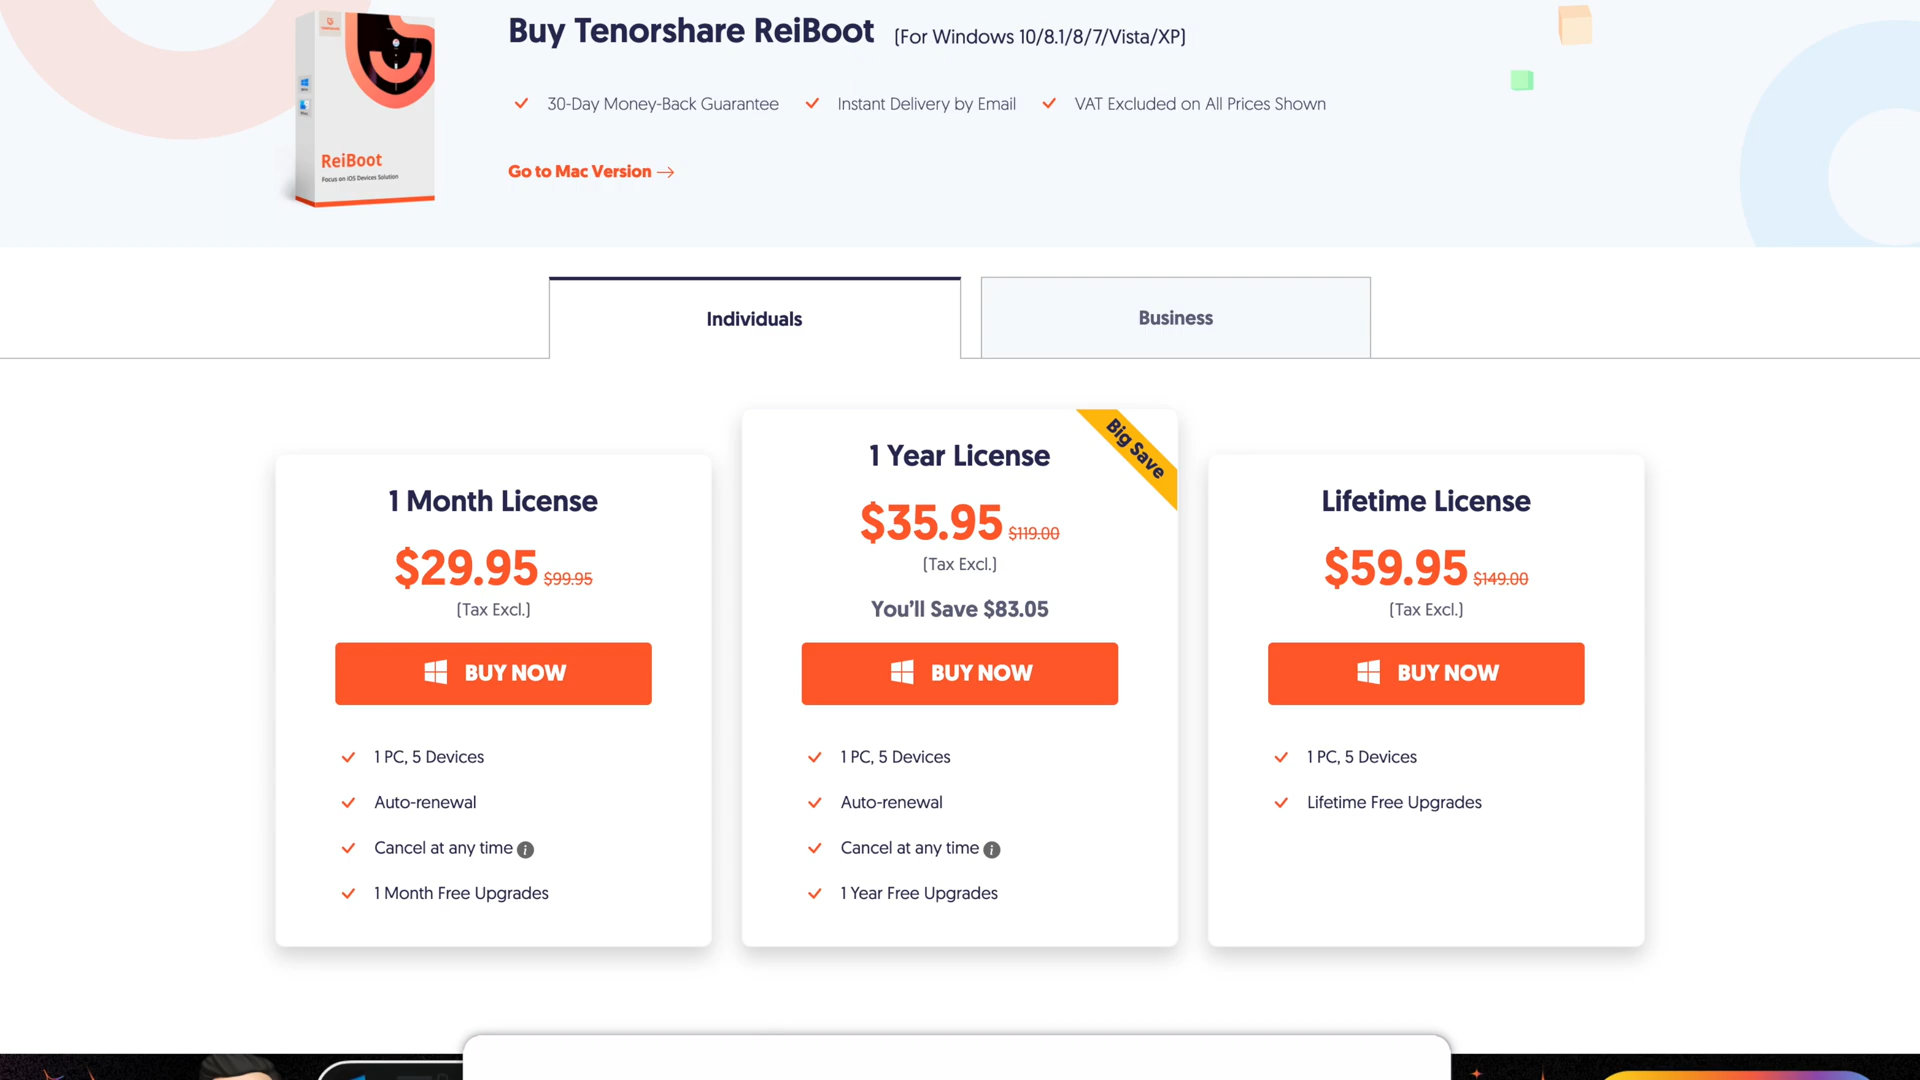 Buy Tenorshare ReiBoot (For Windows 10/8.1/8/7/Vista/XP)
30-Day Money-Back Guarantee Instant Delivery by Email VAT Excluded on All Prices Shown
ReiBoot
Focus on iOS Devices Solution
Go to Mac Version →
Individuals
Business
1 Month License
$29.95 $99.95
(Tax Excl.)
BUY NOW
1 PC, 5 Devices
Auto-renewal
Cancel at any time
1 Month Free Upgrades
Big Save
1 Year License
$35.95 $119.00
(Tax Excl.)
You'll Save $83.05
BUY NOW
1 PC, 5 Devices
Auto-renewal
Cancel at any time
1 Year Free Upgrades
Lifetime License
$59.95 $149.00
(Tax Excl.)
BUY NOW
1 PC, 5 Devices
Lifetime Free Upgrades